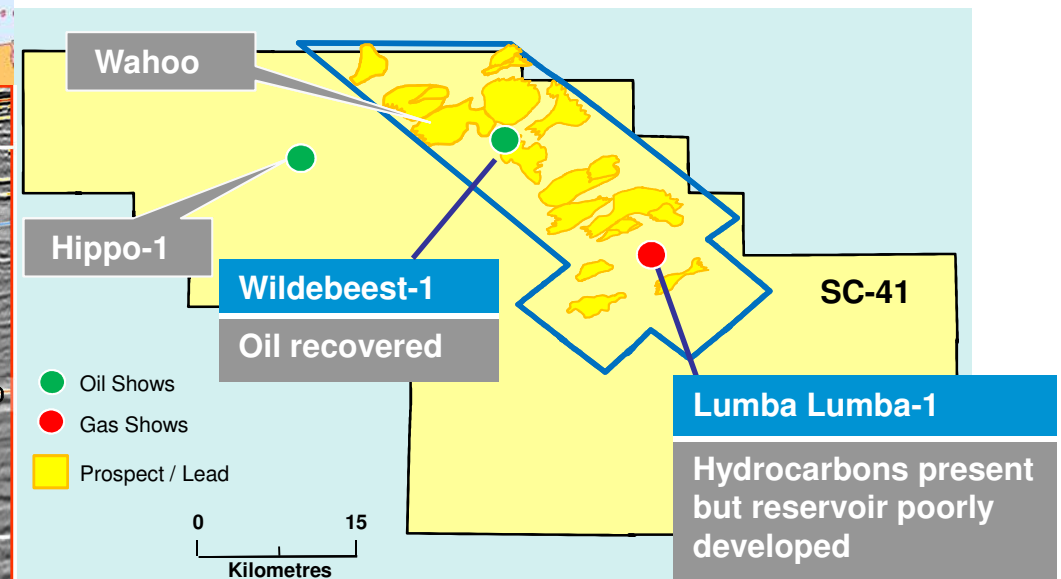 Wahoo
Hippo-1
Wildebeest-1
Oil recovered
SC-41
Oil Shows
Gas Shows
Prospect / Lead
0 15
Kilometres
Lumba Lumba-1
Hydrocarbons present
but reservoir poorly
developed